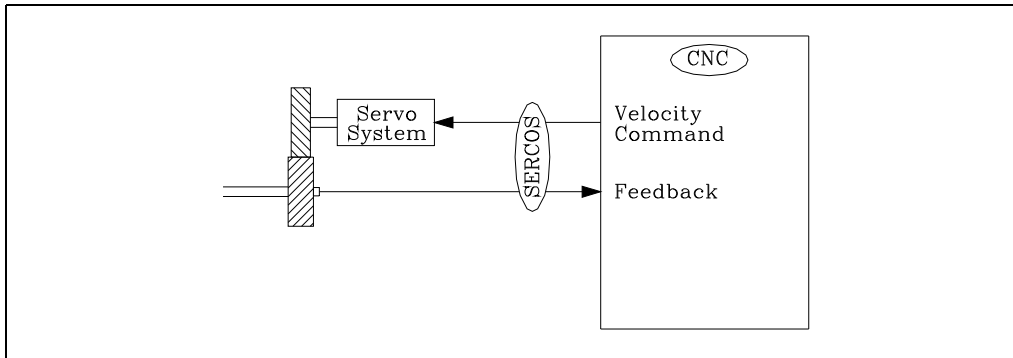 CNC
Servo
System
SERCOS
Velocity
Command
Feedback